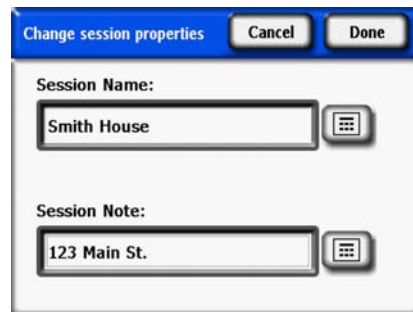 Change session properties Cancel Done
Session Name:
Smith House
Session Note:
123 Main St.